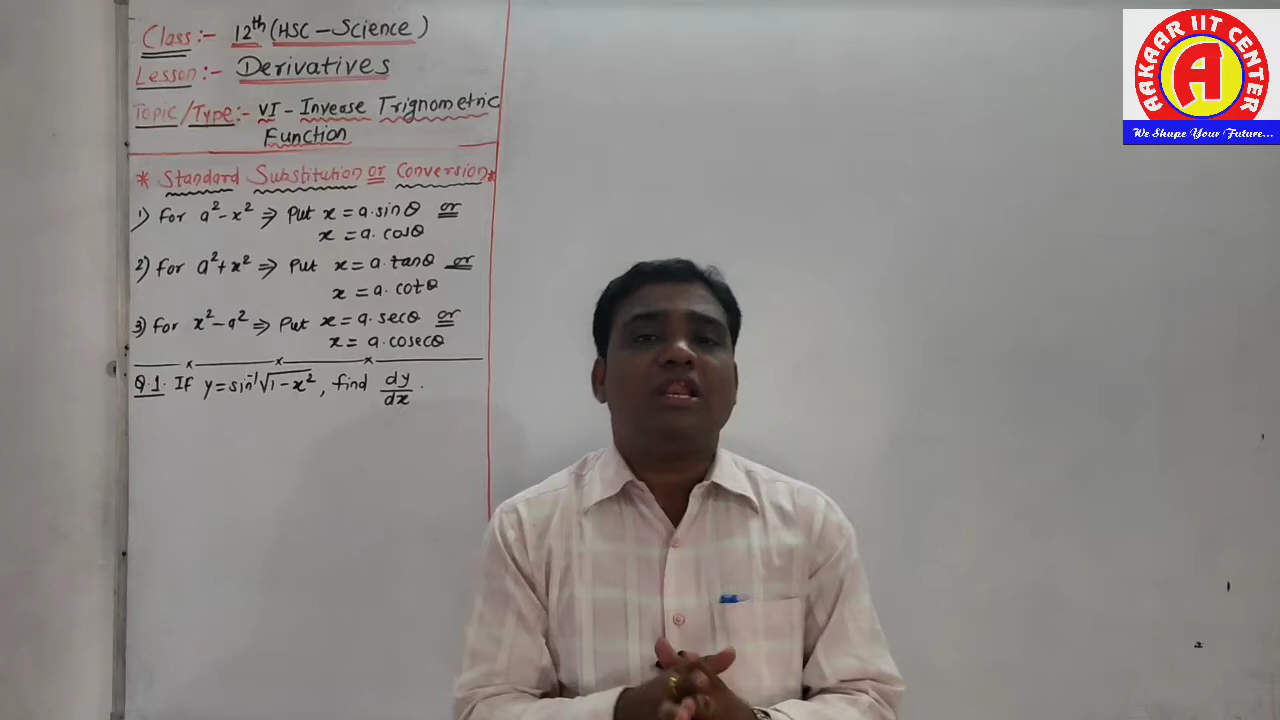 Class:- 12th (HSC - Science)
Lesson:- Derivatives
Topic/Type:- VI - Inverse Trignometric
Function
* Standard Substitution or Conversion *
1) For a² - x² ⇒ Put x = a.sinθ or
x = a.cosθ
2) For a² + x² ⇒ Put x = a.tanθ or
x = a.cotθ
3) For x² - a² ⇒ Put x = a.secθ or
x = a.cosecθ
Q.1. If y = sin⁻¹√1-x², find dy/dx.
AAKAAR IIT CENTER
A
We Shape Your Future...